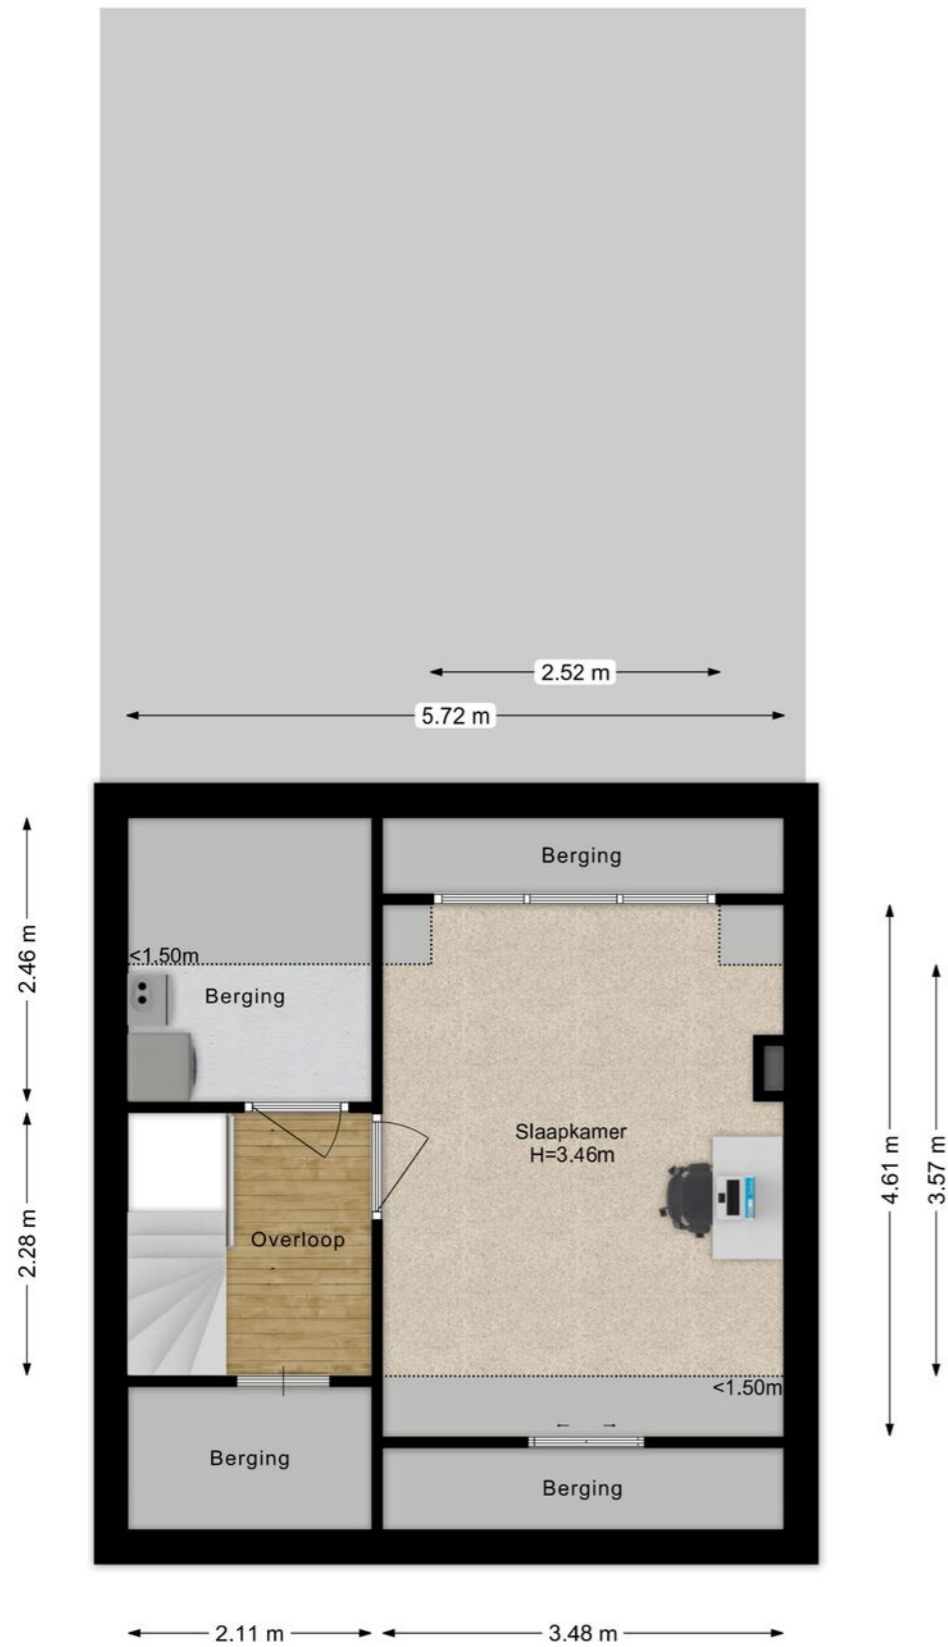 2.52 m
5.72 m
Berging
2.46 m
<1.50m
Berging
Slaapkamer
H=3.46m
4.61 m
3.57 m
2.28 m
Overloop
<1.50m
Berging
Berging
2.11 m
3.48 m